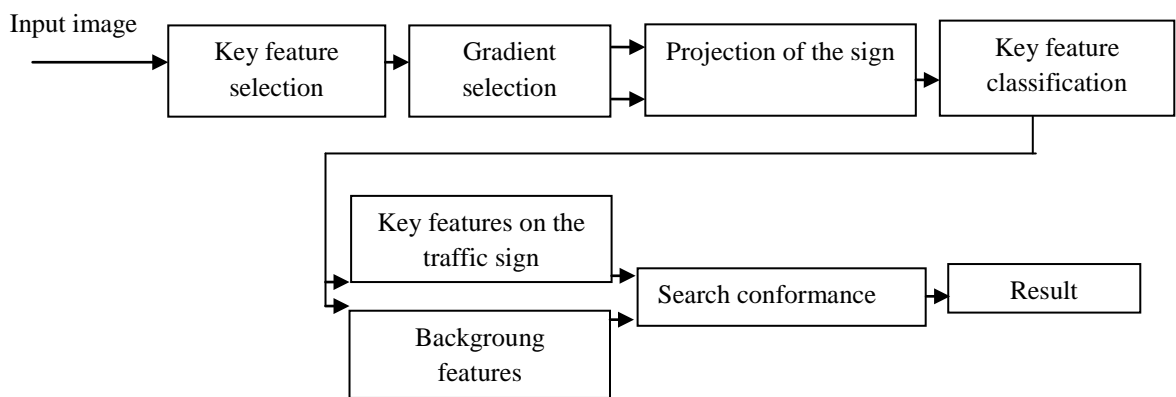 Input image
Key feature
selection
Gradient
selection
Projection of the sign
Key feature
classification
Key features on the
traffic sign
Backgroung
features
Search conformance
Result